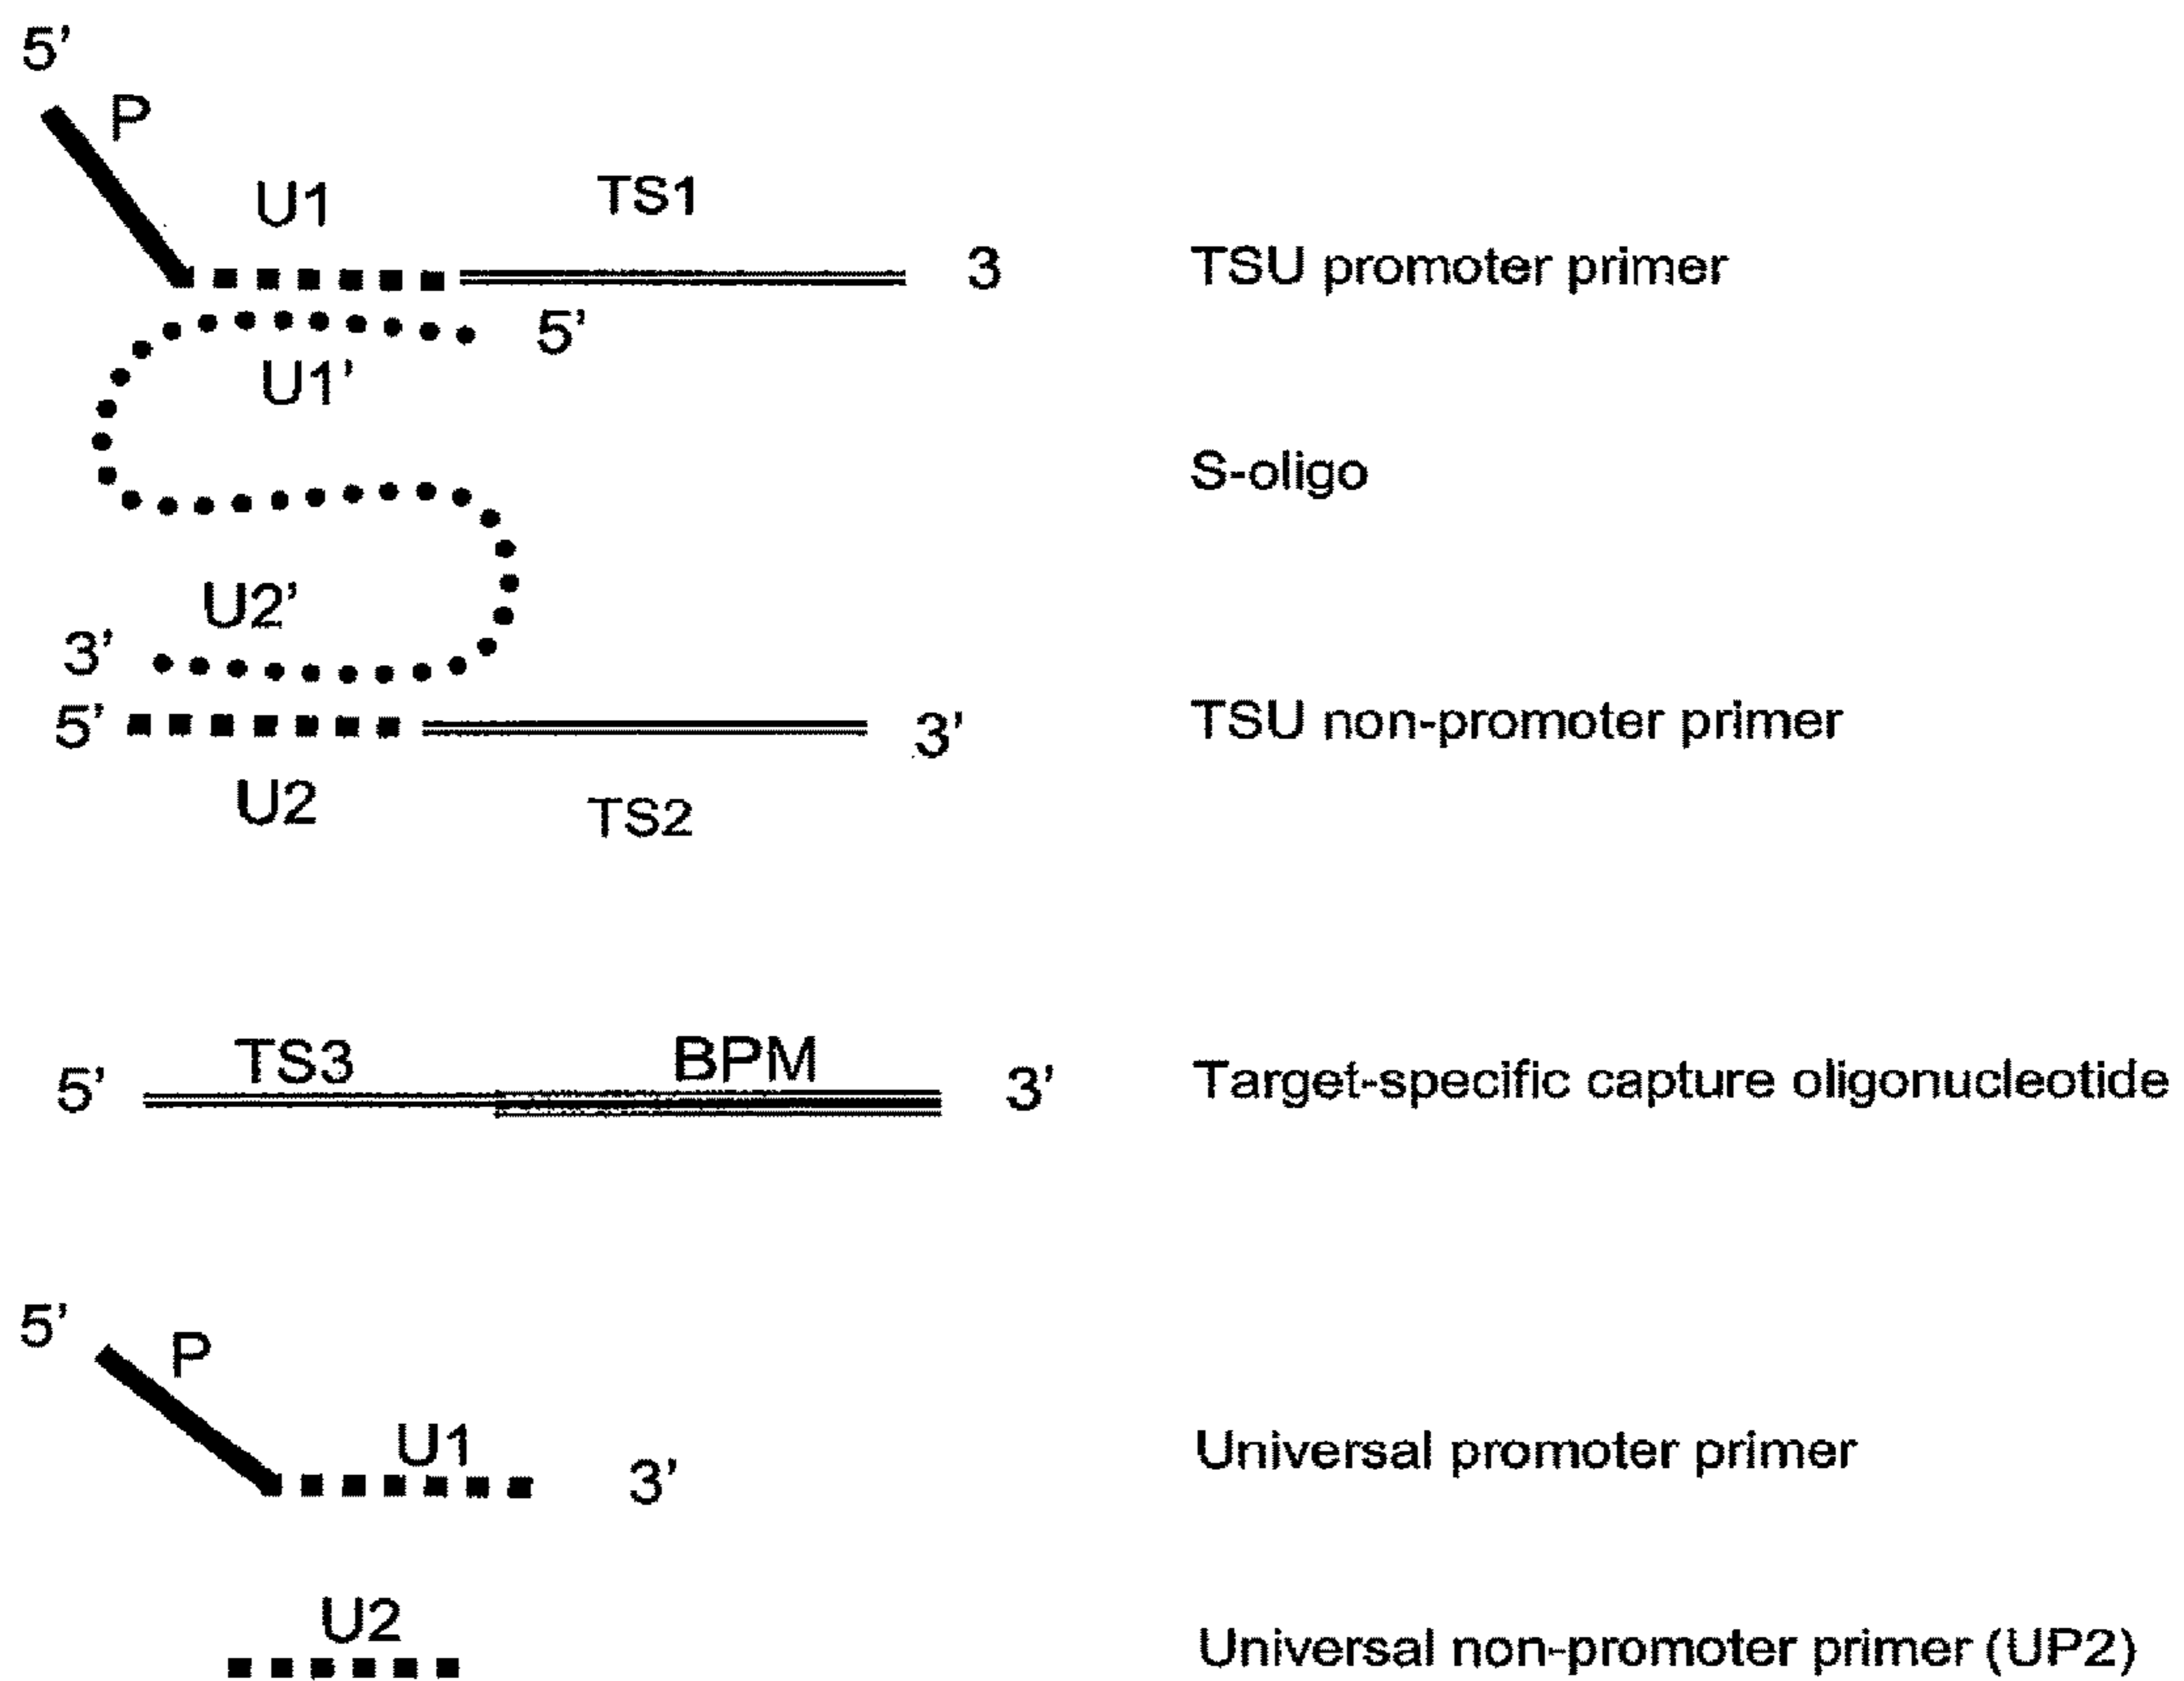 5'
P
U1
TS1
3
TSU promoter primer
5'
U1'
S-oligo
U2'
3'
5'
3'
TSU non-promoter primer
U2
TS2
TS3
BPM
5'
3'
Target-specific capture oligonucleotide
5'
P
U1
3'
Universal promoter primer
U2
Universal non-promoter primer (UP2)